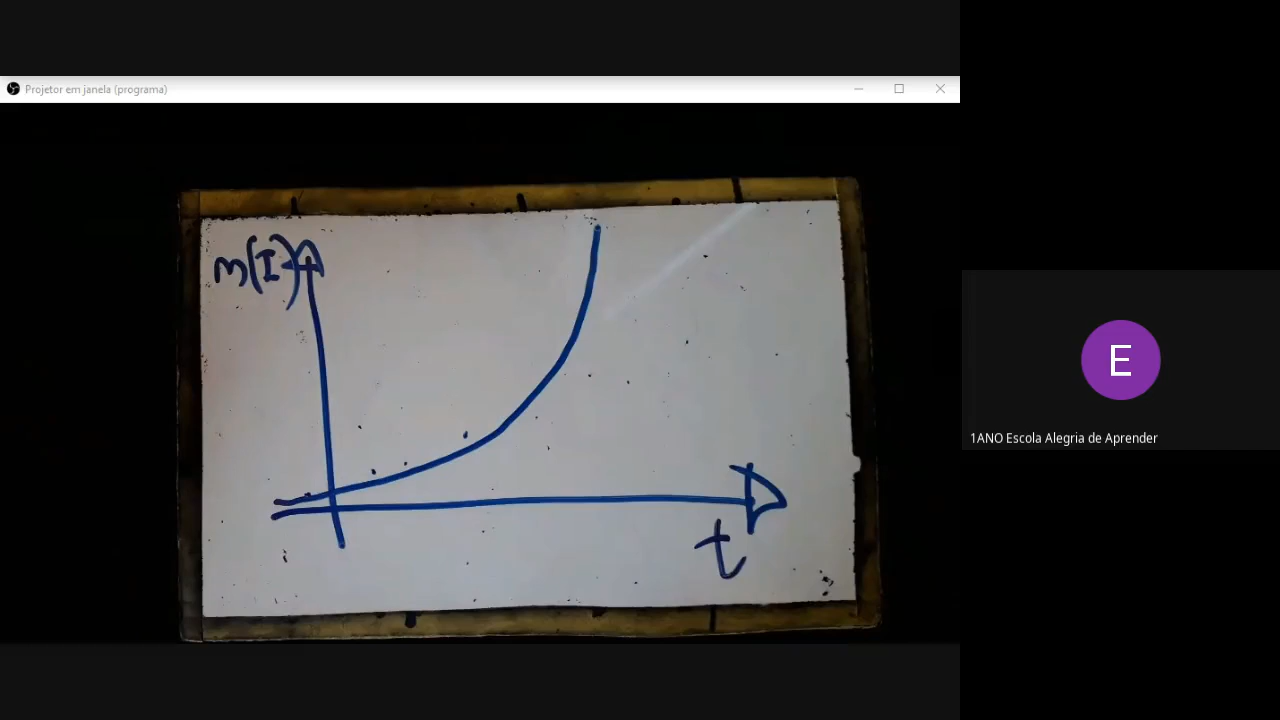 Projetor em janela (programa)
m(I)
t
E
1ANO Escola Alegria de Aprender